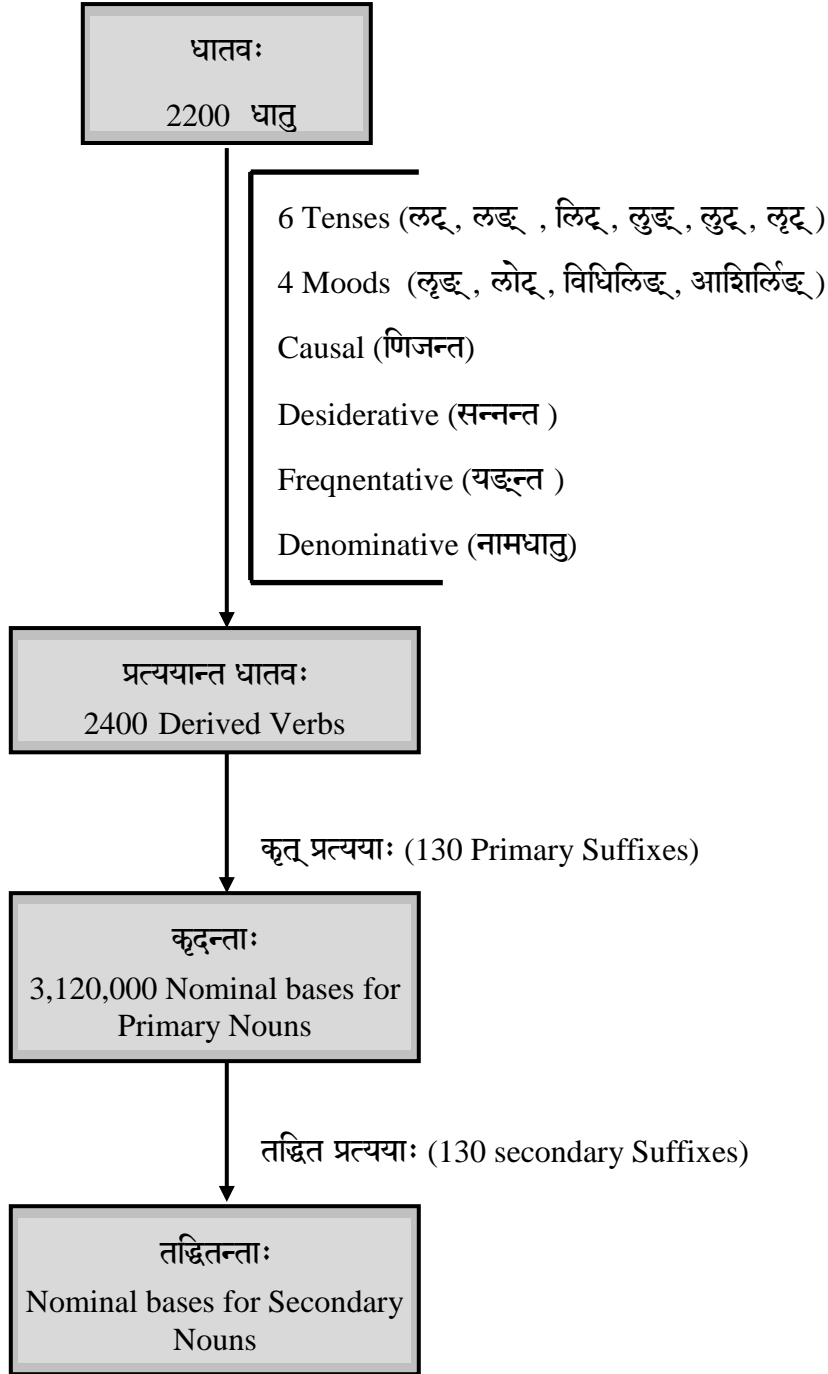 धातवः
2200 धातु
6 Tenses (लट्, लङ् , लिट्, लुङ्, लुट्, लृट्)
4 Moods (लृङ्, लोट्, विधिलिङ्, आशिर्लिङ्)
Causal (णिजन्त)
Desiderative (सन्नन्त )
Freqnentative (यङ्न्त )
Denominative (नामधातु)
प्रत्ययान्त धातवः
2400 Derived Verbs
कृत् प्रत्ययाः (130 Primary Suffixes)
कृदन्ताः
3,120,000 Nominal bases for
Primary Nouns
तद्धित प्रत्ययाः (130 secondary Suffixes)
तद्धितन्ताः
Nominal bases for Secondary
Nouns